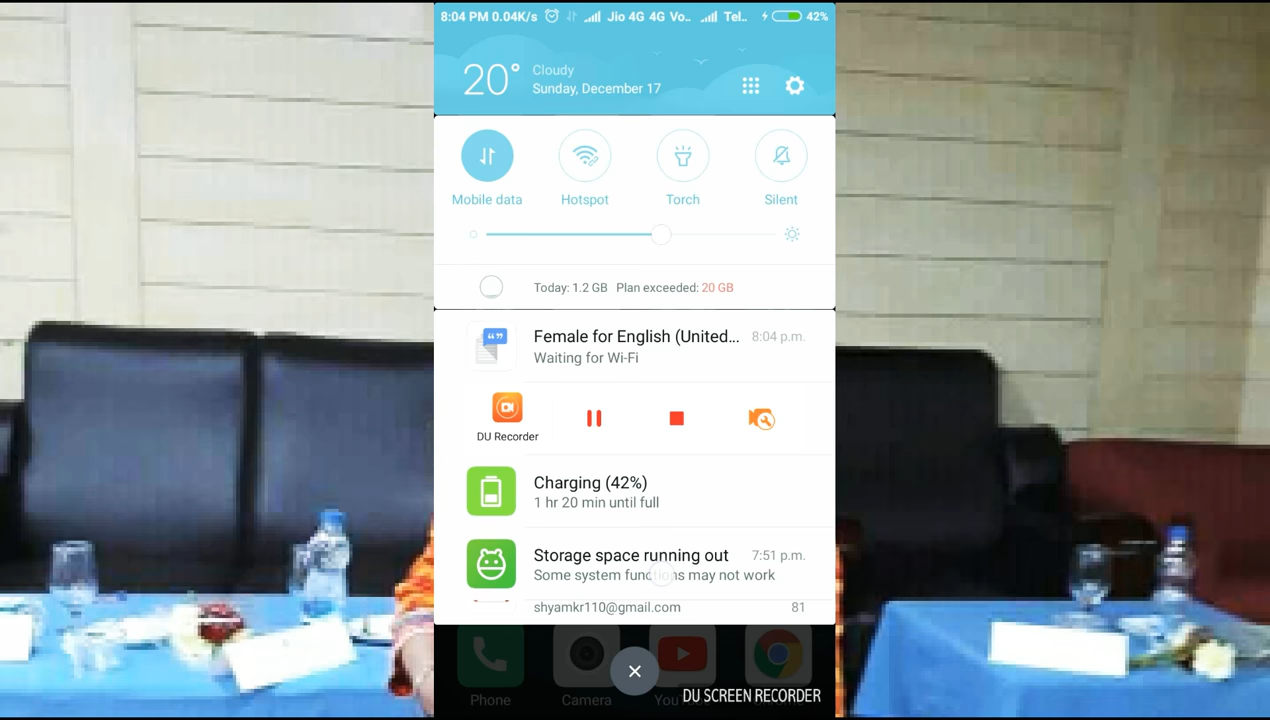 8:04 PM 0.04K/s Jio 4G 4G Vo.. Tel.. 42%
20° Cloudy
Sunday, December 17
Mobile data Hotspot Torch Silent
Today: 1.2 GB Plan exceeded: 20 GB
Female for English (United... 8:04 p.m.
Waiting for Wi-Fi
DU Recorder
Charging (42%)
1 hr 20 min until full
Storage space running out 7:51 p.m.
Some system functions may not work
shyamkr110@gmail.com 81
Phone Camera
DU SCREEN RECORDER